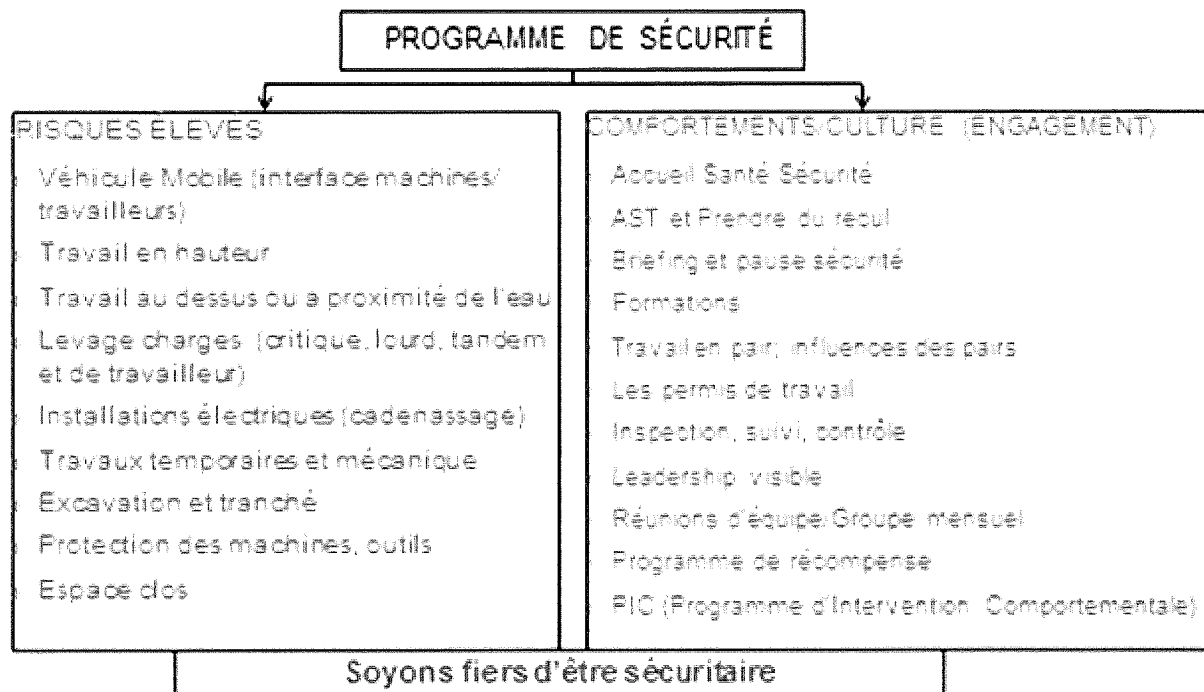 PROGRAMME DE SÉCURITÉ
RISQUES ÉLEVÉS
Véhicule Mobile (interface machines/
travailleurs)
Travail en hauteur
Travail au dessus ou a proximité de l'eau
Levage charges (critique, lourd, tandem
et de travailleur)
Installations électriques (cadenassage)
Travaux temporaires et mécanique
Excavation et tranché
Protection des machines, outils
Espace clos
COMPORTEMENTS/CULTURE (ENGAGEMENT)
Accueil Santé Sécurité
AST et Prendre du recul
Briefing et pause sécurité
Formations
Travail en pair; influences des pairs
Les permis de travail
Inspection, suivi, contrôle
Leadership visible
Réunions d'équipe/Groupe mensuel
Programme de récompense
PIC (Programme d'Intervention Comportementale)
Soyons fiers d'être sécuritaire